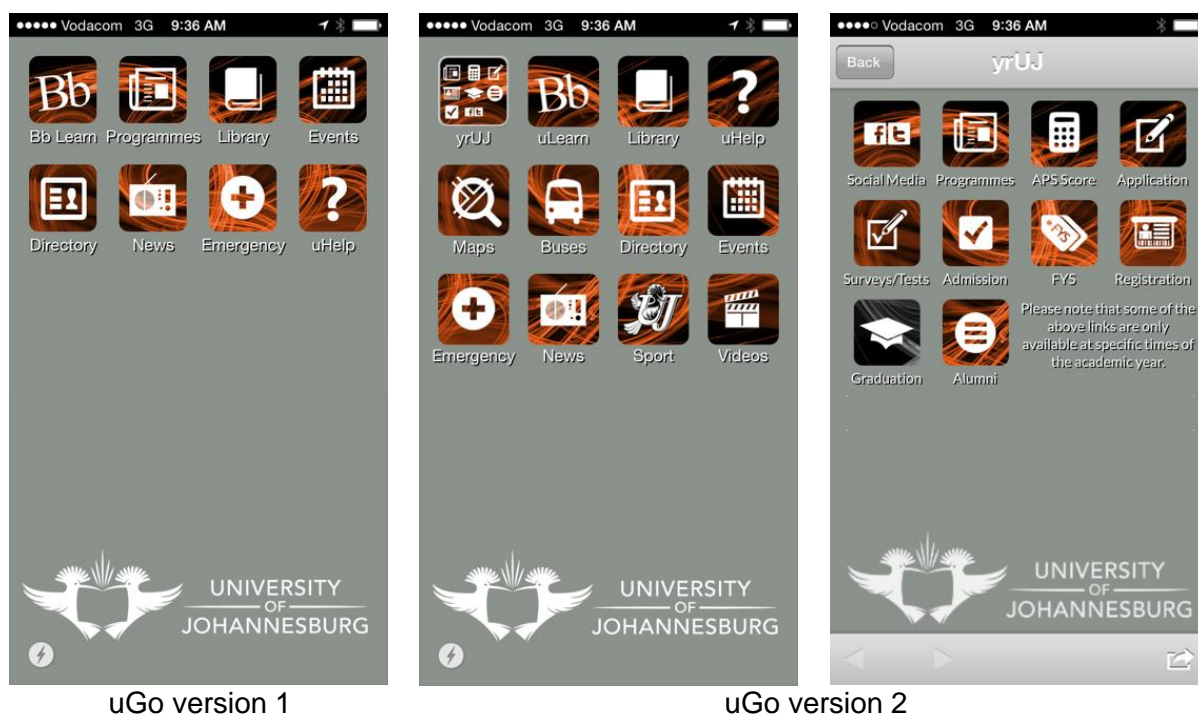 Vodacom 3G 9:36 AM
Bb
Bb Learn Programmes Library Events
?
Directory News Emergency uHelp
UNIVERSITY
OF
JOHANNESBURG
uGo version 1
Vodacom 3G 9:36 AM
Bb ?
yrUJ uLearn Library uHelp
Maps Buses Directory Events
UJ
Emergency News Sport Videos
UNIVERSITY
OF
JOHANNESBURG
Vodacom 3G 9:36 AM
Back yrUJ
Social Media Programmes APS Score Application
FYS
Surveys/Tests Admission FYS Registration
Please note that some of the
above links are only
available at specific times of
the academic year.
Graduation Alumni
UNIVERSITY
OF
JOHANNESBURG
uGo version 2